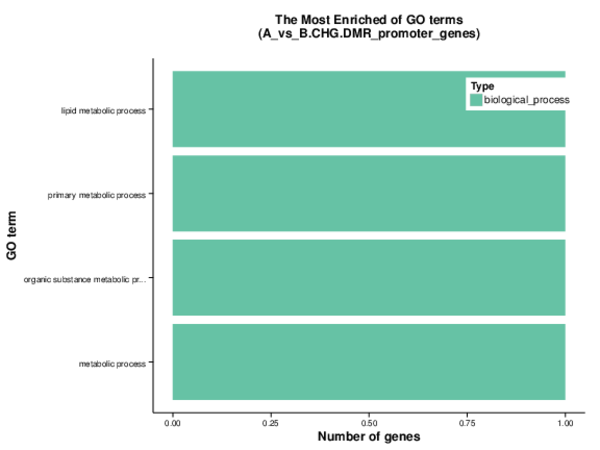 The Most Enriched of GO terms
(A_vs_B.CHG.DMR_promoter_genes)
Type
biological_process
lipid metabolic process
primary metabolic process
organic substance metabolic pr...
metabolic process
GO term
0.00 0.25 0.50 0.75 1.00
Number of genes